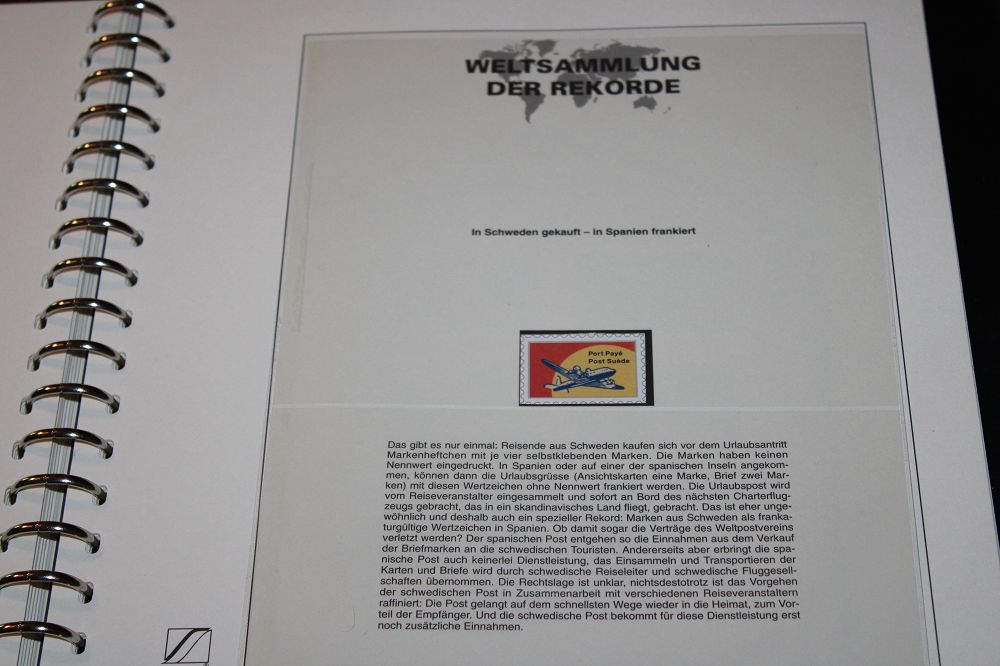 WELTSAMMLUNG
DER REKORDE
In Schweden gekauft – in Spanien frankiert
Port Payé
Post Suède
Das gibt es nur einmal: Reisende aus Schweden kaufen sich vor dem Urlaubsantritt
Markenheftchen mit je vier selbstklebenden Marken. Die Marken haben keinen
Nennwert eingedruckt. In Spanien oder auf einer der spanischen Inseln angekom-
men, können dann die Urlaubsgrüsse (Ansichtskarten eine Marke, Brief zwei Mar-
ken) mit diesen Wertzeichen ohne Nennwert frankiert werden. Die Urlaubspost wird
vom Reiseveranstalter eingesammelt und sofort an Bord des nächsten Charterflug-
zeugs gebracht, das in ein skandinavisches Land fliegt, gebracht. Das ist eher unge-
wöhnlich und deshalb auch ein spezieller Rekord: Marken aus Schweden als franka-
turgültige Wertzeichen in Spanien. Ob damit sogar die Verträge des Weltpostvereins
verletzt werden? Der spanischen Post entgehen so die Einnahmen aus dem Verkauf
der Briefmarken an die schwedischen Touristen. Andererseits aber erbringt die spa-
nische Post auch keinerlei Dienstleistung, das Einsammeln und Transportieren der
Karten und Briefe wird durch schwedische Reiseleiter und schwedische Fluggesell-
schaften übernommen. Die Rechtslage ist unklar, nichtsdestotrotz ist das Vorgehen
der schwedischen Post in Zusammenarbeit mit verschiedenen Reiseveranstaltern
raffiniert: Die Post gelangt auf dem schnellsten Wege wieder in die Heimat, zum Vor-
teil der Empfänger. Und die schwedische Post bekommt für diese Dienstleistung erst
noch zusätzliche Einnahmen.